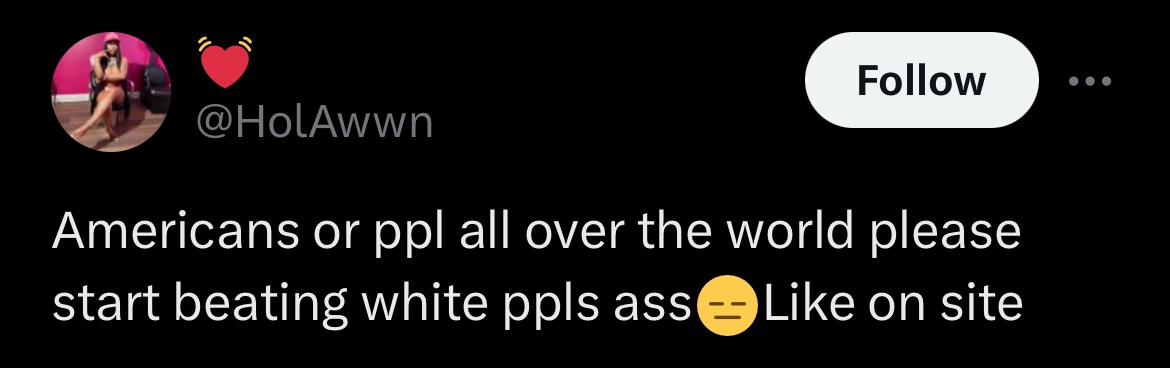 💓
@HolAwwn
Follow
Americans or ppl all over the world please
start beating white ppls ass😑Like on site